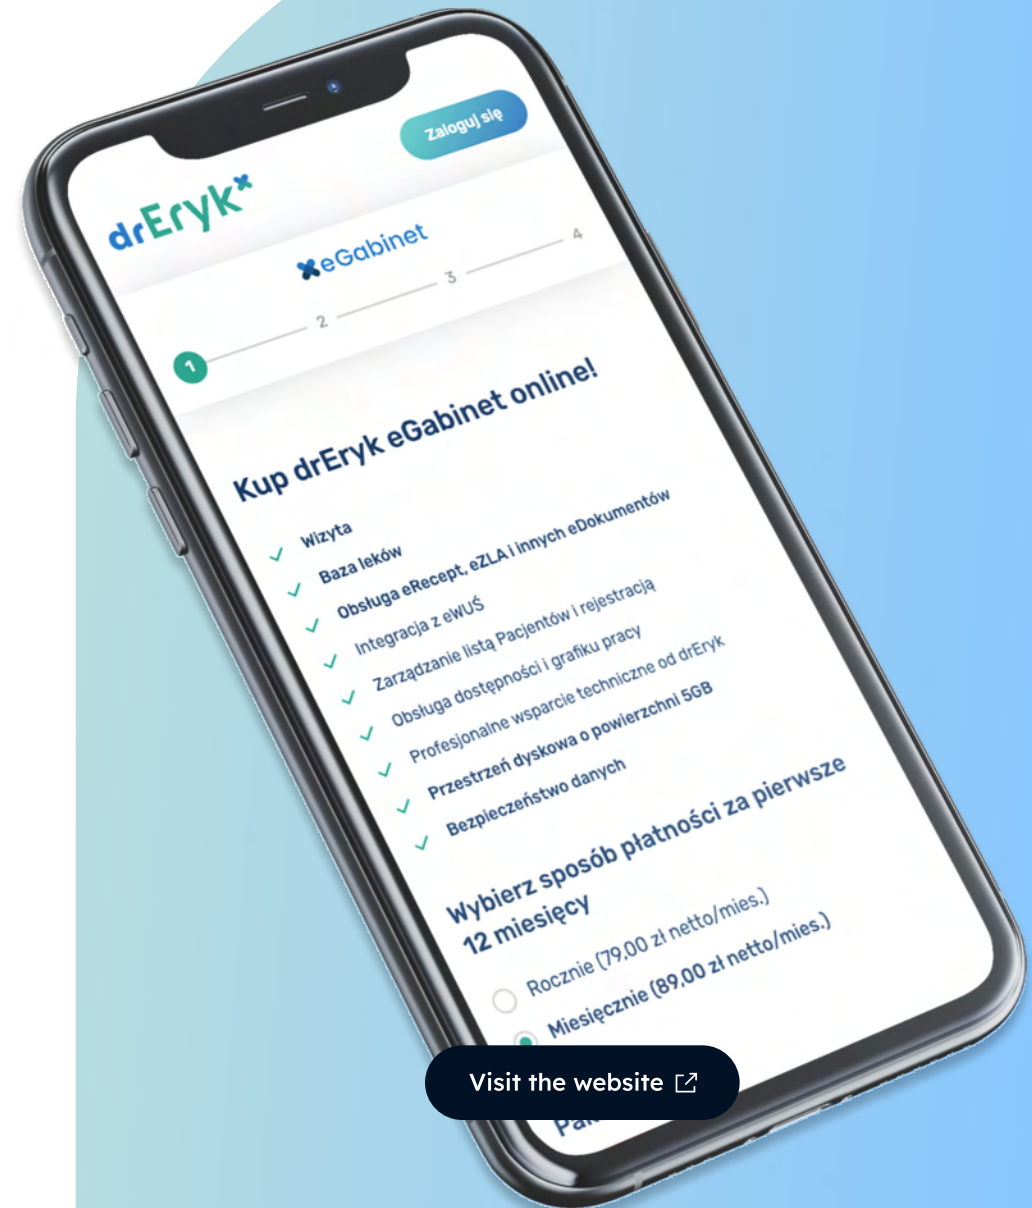 Zaloguj się
drEryk
eGabinet
1 2 3 4
Kup drEryk eGabinet online!
Wizyta
Baza leków
Obsługa eRecept, eZLA i innych eDokumentów
Integracja z eWUŚ
Zarządzanie listą Pacjentów i rejestracją
Obsługa dostępności i grafiku pracy
Profesjonalne wsparcie techniczne od drEryk
Przestrzeń dyskowa o powierzchni 5GB
Bezpieczeństwo danych
Wybierz sposób płatności za pierwsze
12 miesięcy
Rocznie (79,00 zł netto/mies.)
Miesięcznie (89,00 zł netto/mies.)
Visit the website